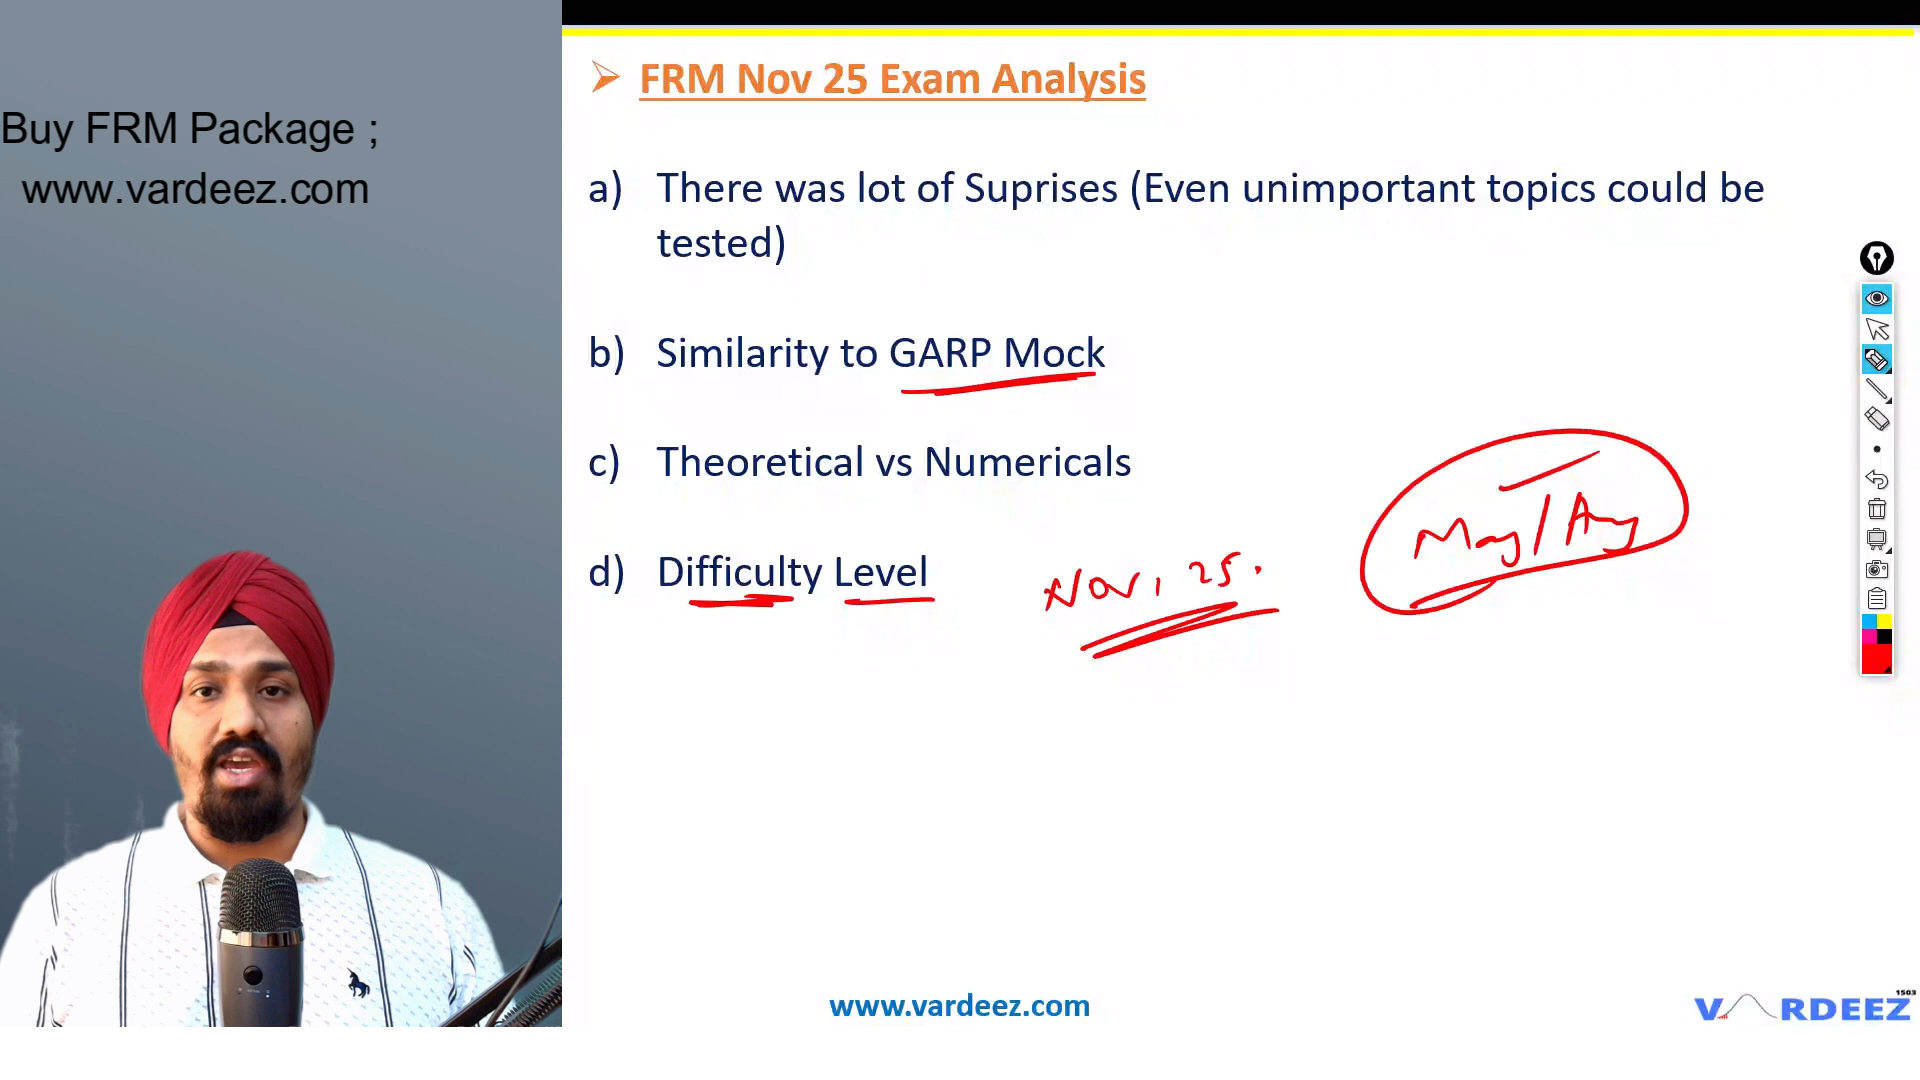 Buy FRM Package ;
www.vardeez.com
FRM Nov 25 Exam Analysis
a) There was lot of Suprises (Even unimportant topics could be
tested)
b) Similarity to GARP Mock
c) Theoretical vs Numericals
d) Difficulty Level
Nov, 25.
May/Aug
www.vardeez.com
VARDEEZ
1503